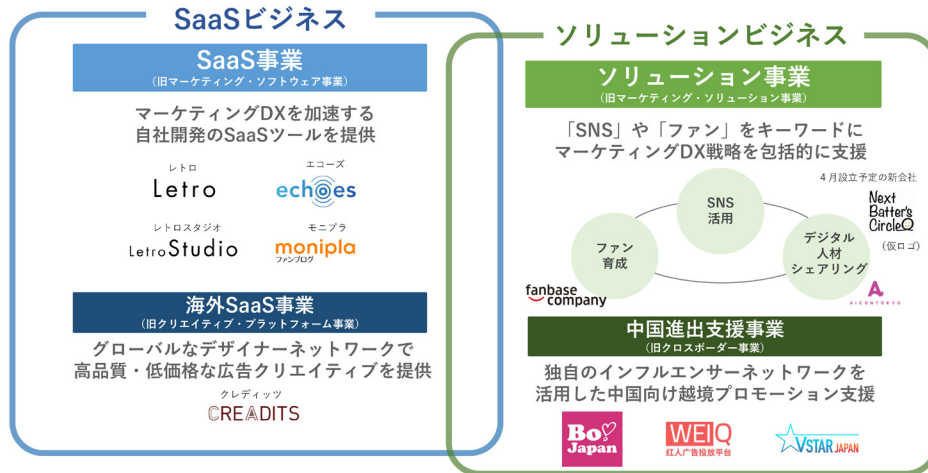 SaaSビジネス
SaaS事業
（旧マーケティング・ソフトウェア事業）
マーケティングDXを加速する
自社開発のSaaSツールを提供
レトロ
Letro
エコーズ
echoes
レトロスタジオ
LetroStudio
モニプラ
monipla
ファンブログ
海外SaaS事業
（旧クリエイティブ・プラットフォーム事業）
グローバルなデザイナーネットワークで
高品質・低価格な広告クリエイティブを提供
クレディッツ
CREADITS
ソリューションビジネス
ソリューション事業
（旧マーケティング・ソリューション事業）
「SNS」や「ファン」をキーワードに
マーケティングDX戦略を包括的に支援
4月設立予定の新会社
Next
Batter's
Circle
（仮ロゴ）
SNS
活用
ファン
育成
デジタル
人材
シェアリング
fanbase
company
A
AICONTOKYO
中国進出支援事業
（旧クロスボーダー事業）
独自のインフルエンサーネットワークを
活用した中国向け越境プロモーション支援
Bo
Japan
WEIQ
红人广告投放平台
VSTAR JAPAN